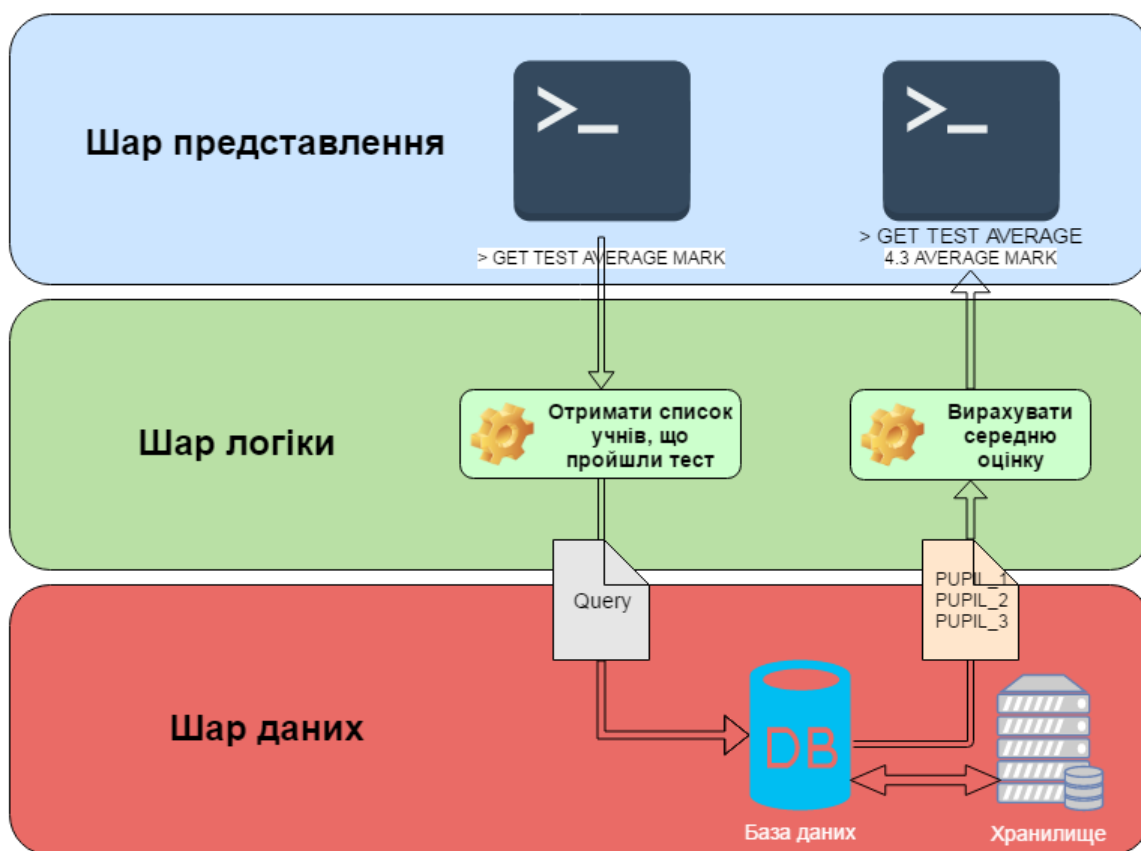 Шар представлення
>_
>_
> GET TEST AVERAGE MARK
> GET TEST AVERAGE
4.3 AVERAGE MARK
Шар логіки
Отримати список
учнів, що
пройшли тест
Вирахувати
середню
оцінку
Query
PUPIL_1
PUPIL_2
PUPIL_3
Шар даних
DB
База даних
Хранилище